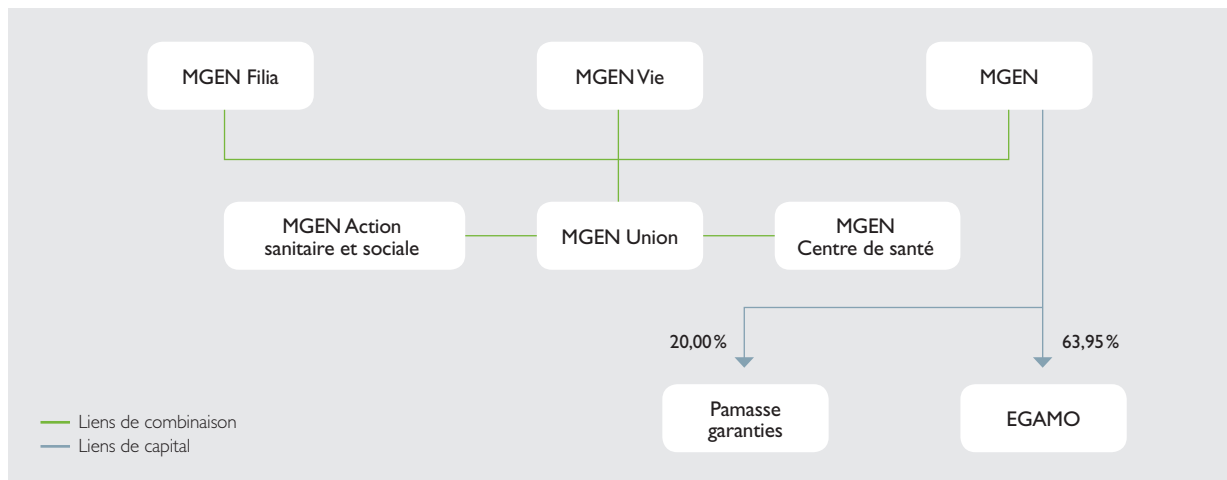 MGEN Filia
MGEN Vie
MGEN
MGEN Action
sanitaire et sociale
MGEN Union
MGEN
Centre de santé
20,00 %
63,95 %
Pamasse
garanties
EGAMO
Liens de combinaison
Liens de capital